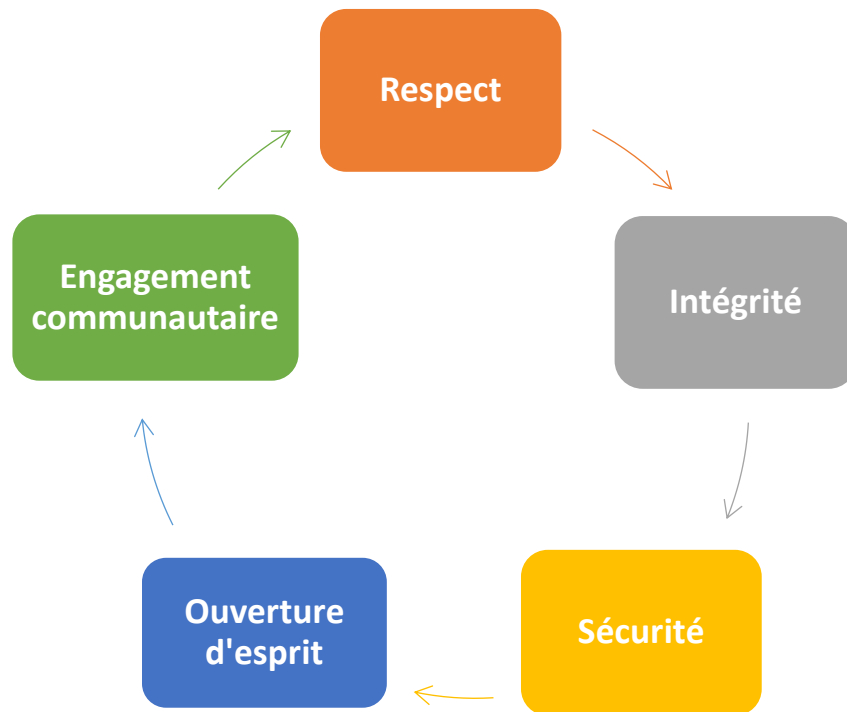 Respect
Intégrité
Sécurité
Ouverture
d'esprit
Engagement
communautaire